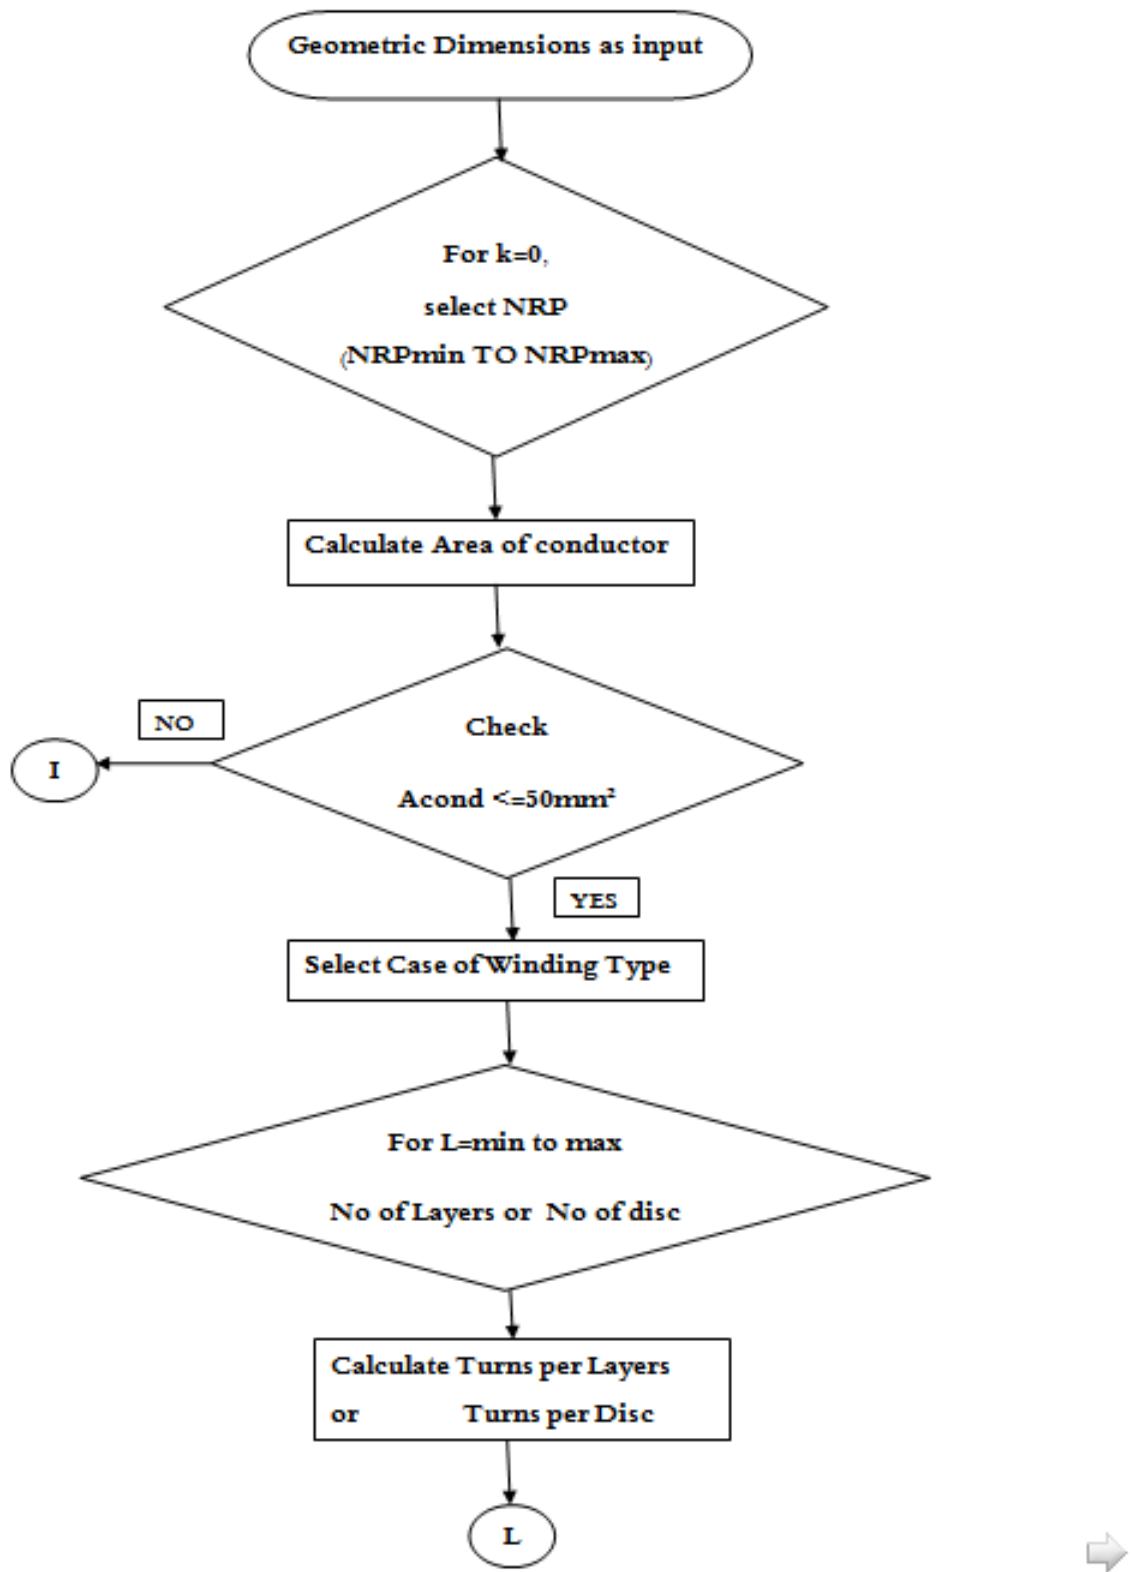 Geometric Dimensions as input
For k=0,
select NRP
(NRPmin TO NRPmax)
Calculate Area of conductor
NO
I
Check
Acond <=50mm²
YES
Select Case of Winding Type
For L=min to max
No of Layers or No of disc
Calculate Turns per Layers
or Turns per Disc
L